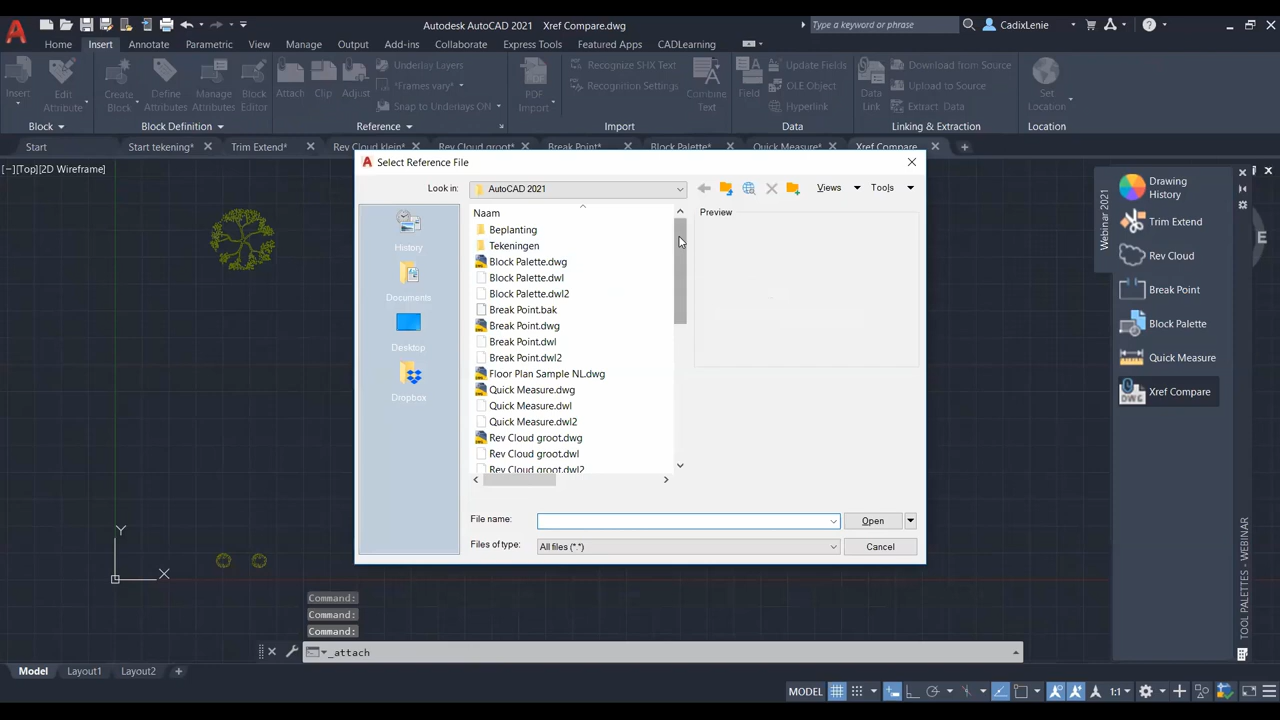 Autodesk AutoCAD 2021 Xref Compare.dwg
Type a keyword or phrase
CadixLenie
Home Insert Annotate Parametric View Manage Output Add-ins Collaborate Express Tools Featured Apps CADLearning
Insert
Edit Attribute
Create Block
Define Attributes
Manage Attributes
Block Editor
Attach
Clip
Adjust
Underlay Layers
*Frames vary*
Snap to Underlays ON
PDF Import
Recognize SHX Text
Recognition Settings
Combine Text
Field
Update Fields
OLE Object
Hyperlink
Data Link
Download from Source
Upload to Source
Extract Data
Set Location
Block Block Definition Reference Import Data Linking & Extraction Location
Start Start tekening* Trim Extend* Rev Cloud klein* Rev Cloud groot* Break Point* Block Palette* Quick Measure* Xref Compare*
[−][Top][2D Wireframe]
Select Reference File
Look in: AutoCAD 2021
Views Tools
Naam
Preview
Beplanting
Tekeningen
Block Palette.dwg
Block Palette.dwl
Block Palette.dwl2
Break Point.bak
Break Point.dwg
Break Point.dwl
Break Point.dwl2
Floor Plan Sample NL.dwg
Quick Measure.dwg
Quick Measure.dwl
Quick Measure.dwl2
Rev Cloud groot.dwg
Rev Cloud groot.dwl
Rev Cloud groot.dwl2
History
Documents
Desktop
Dropbox
File name:
Open
Files of type: All files (*.*)
Cancel
Webinar 2021
Drawing History
Trim Extend
Rev Cloud
Break Point
Block Palette
Quick Measure
DWG
Xref Compare
TOOL PALETTES - WEBINAR
E
Y
X
Command:
Command:
Command:
_attach
Model Layout1 Layout2 +
MODEL
1:1